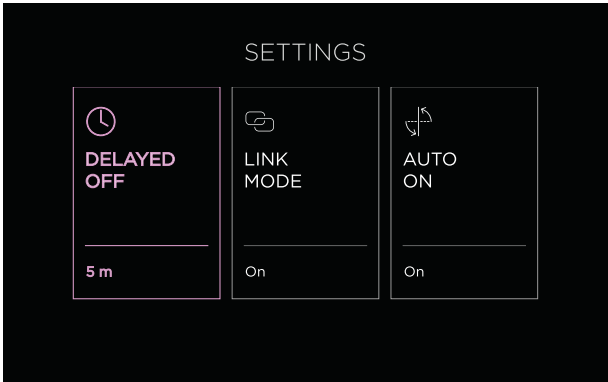 SETTINGS
DELAYED
OFF
5 m
LINK
MODE
On
AUTO
ON
On